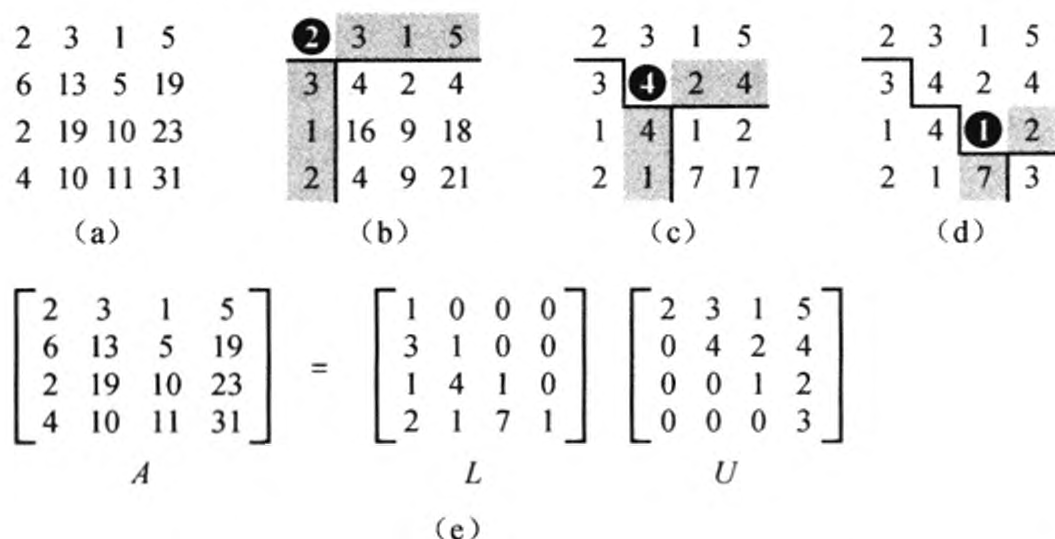 2 3 1 5 2 3 1 5 2 3 1 5 2 3 1 5
6 13 5 19 3 4 2 4 3 4 2 4 3 4 2 4
2 19 10 23 1 16 9 18 1 4 1 2 1 4 1 2
4 10 11 31 2 4 9 21 2 1 7 17 2 1 7 3
(a) (b) (c) (d)
2 3 1 5 1 0 0 0 2 3 1 5
6 13 5 19 3 1 0 0 0 4 2 4
= 
2 19 10 23 1 4 1 0 0 0 1 2
4 10 11 31 2 1 7 1 0 0 0 3
A L U
(e)